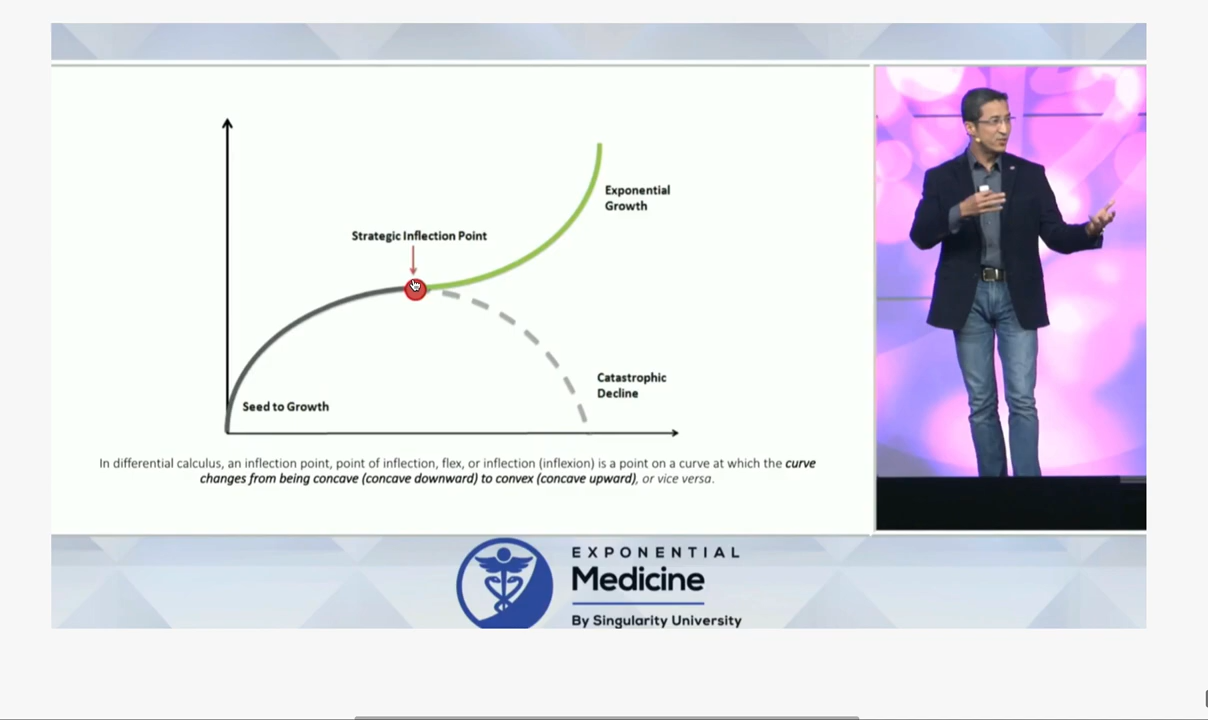 Exponential
Growth
Strategic Inflection Point
Catastrophic
Decline
Seed to Growth
In differential calculus, an inflection point, point of inflection, flex, or inflection (inflexion) is a point on a curve at which the curve
changes from being concave (concave downward) to convex (concave upward), or vice versa.
EXPONENTIAL
Medicine
By Singularity University